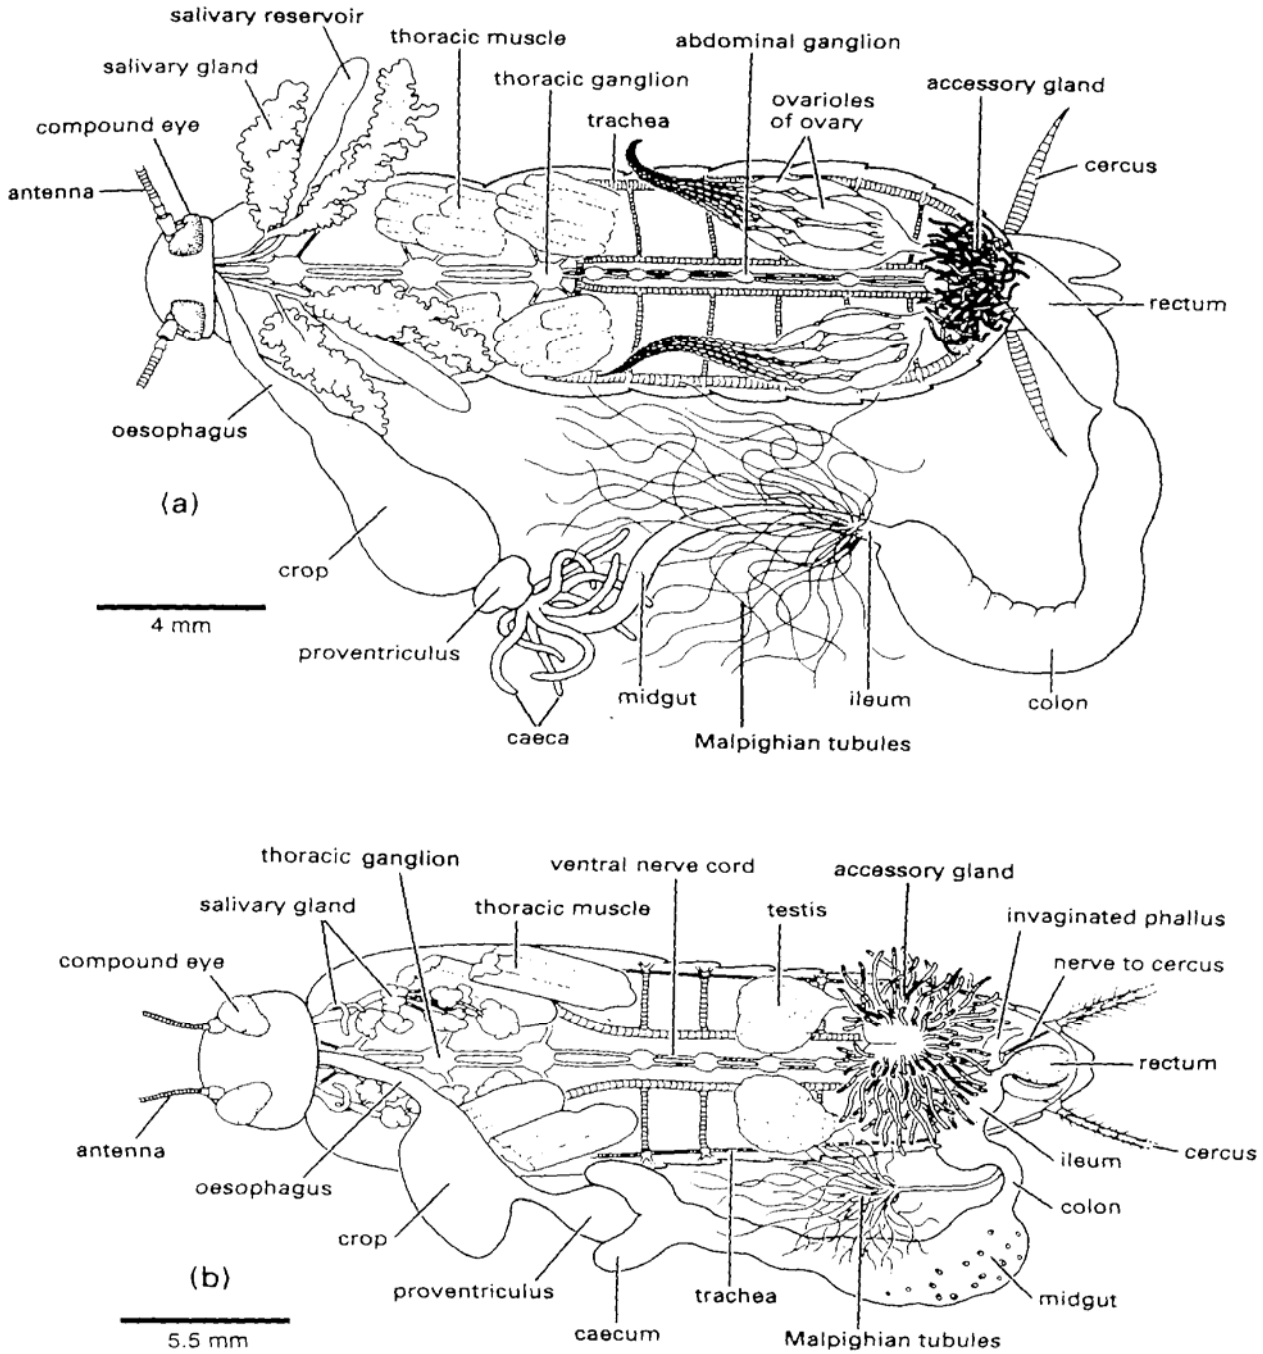 salivary reservoir
thoracic muscle
abdominal ganglion
salivary gland
thoracic ganglion
accessory gland
ovarioles
of ovary
compound eye
trachea
cercus
antenna
rectum
oesophagus
(a)
crop
4 mm
proventriculus
midgut
ileum
colon
caeca
Malpighian tubules
thoracic ganglion
ventral nerve cord
accessory gland
salivary gland
thoracic muscle
testis
invaginated phallus
compound eye
nerve to cercus
rectum
antenna
cercus
ileum
oesophagus
colon
crop
(b)
proventriculus
trachea
midgut
caecum
Malpighian tubules
5.5 mm